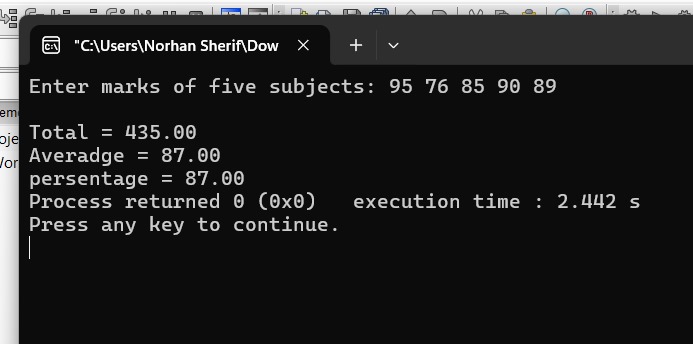 "C:\Users\Norhan Sherif\Dow
Enter marks of five subjects: 95 76 85 90 89
Total = 435.00
Averadge = 87.00
persentage = 87.00
Process returned 0 (0x0)   execution time : 2.442 s
Press any key to continue.